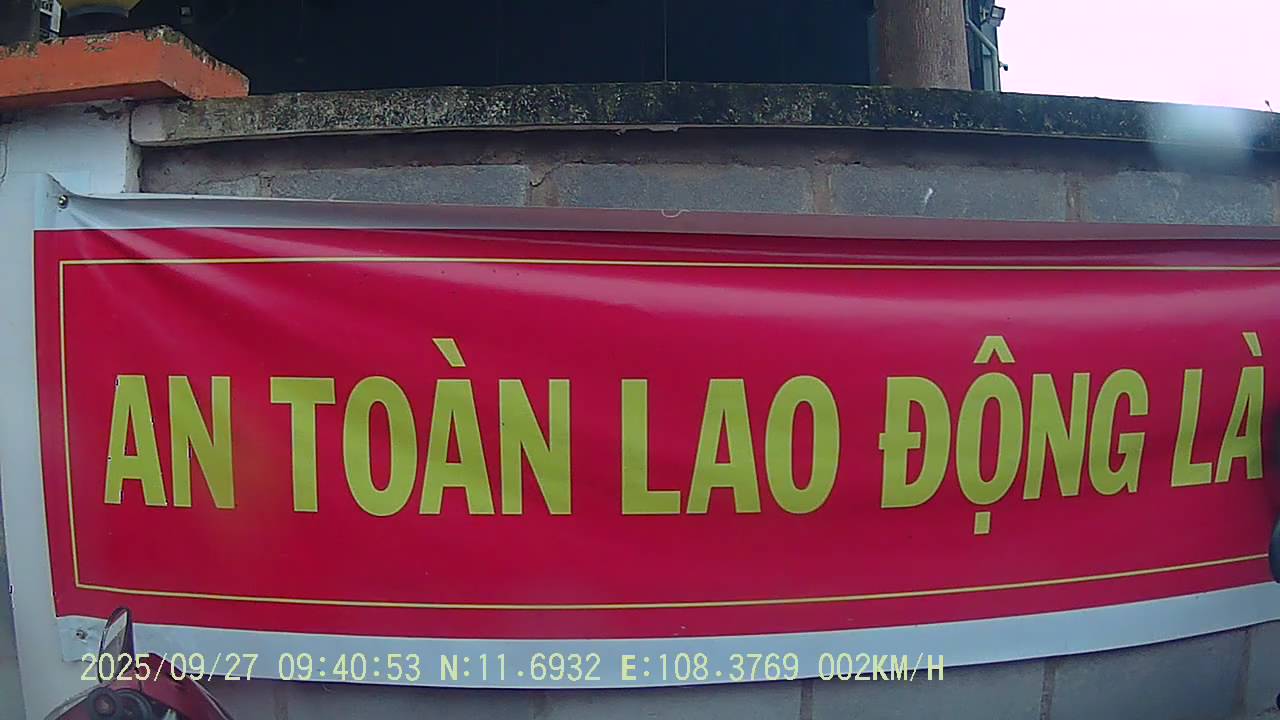 AN TOÀN LAO ĐỘNG LÀ
2025/09/27 09:40:53 N:11.6932 E:108.3769 002KM/H